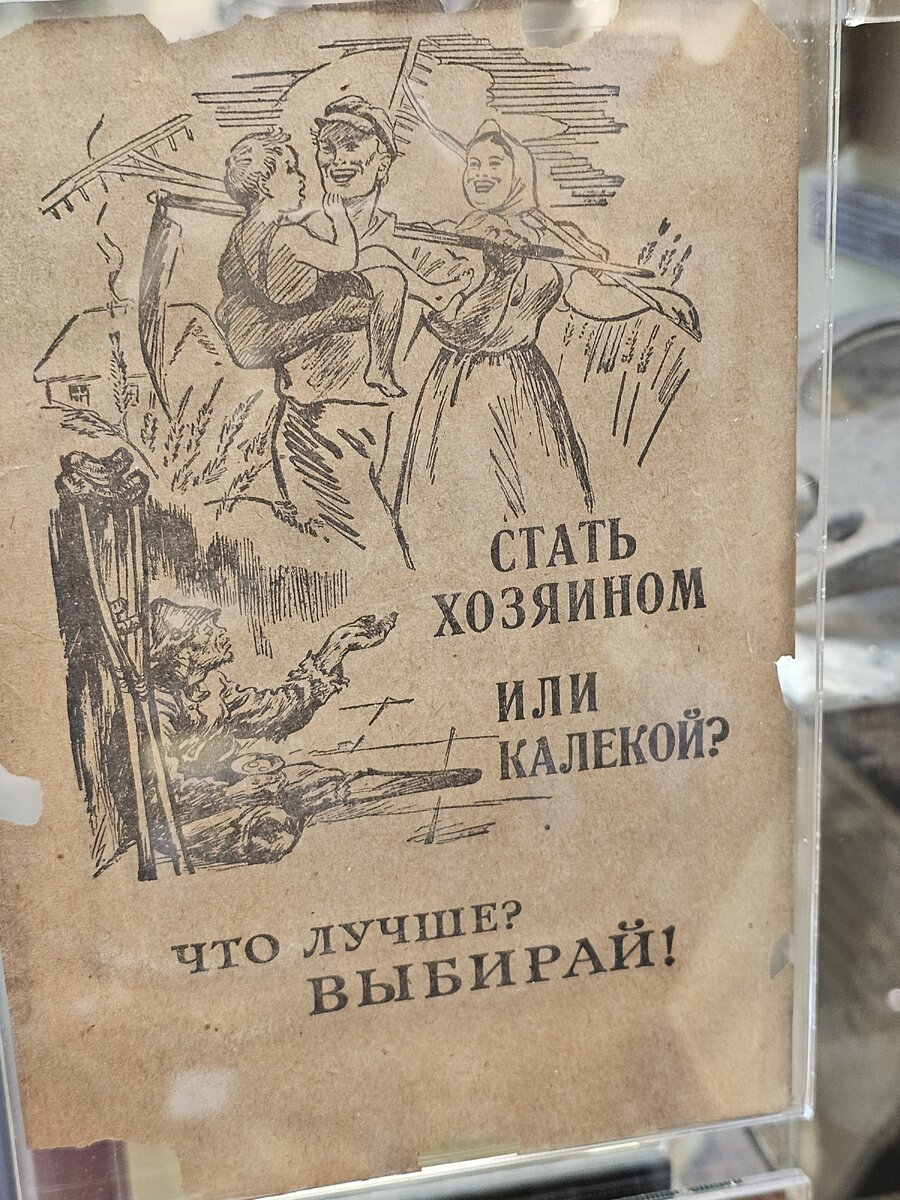 СТАТЬ
ХОЗЯИНОМ
ИЛИ
КАЛЕКОЙ?
ЧТО ЛУЧШЕ?
ВЫБИРАЙ!